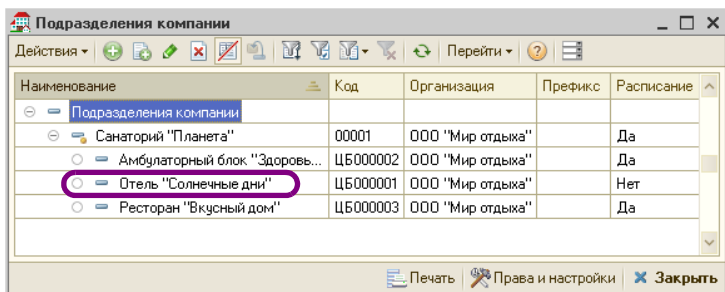 Подразделения компании
Действия Перейти
Наименование Код Организация Префикс Расписание
Подразделения компании
Санаторий "Планета" 00001 ООО "Мир отдыха" Да
Амбулаторный блок "Здоровь... ЦБ000002 ООО "Мир отдыха" Да
Отель "Солнечные дни" ЦБ000001 ООО "Мир отдыха" Нет
Ресторан "Вкусный дом" ЦБ000003 ООО "Мир отдыха" Да
Печать Права и настройки Закрыть